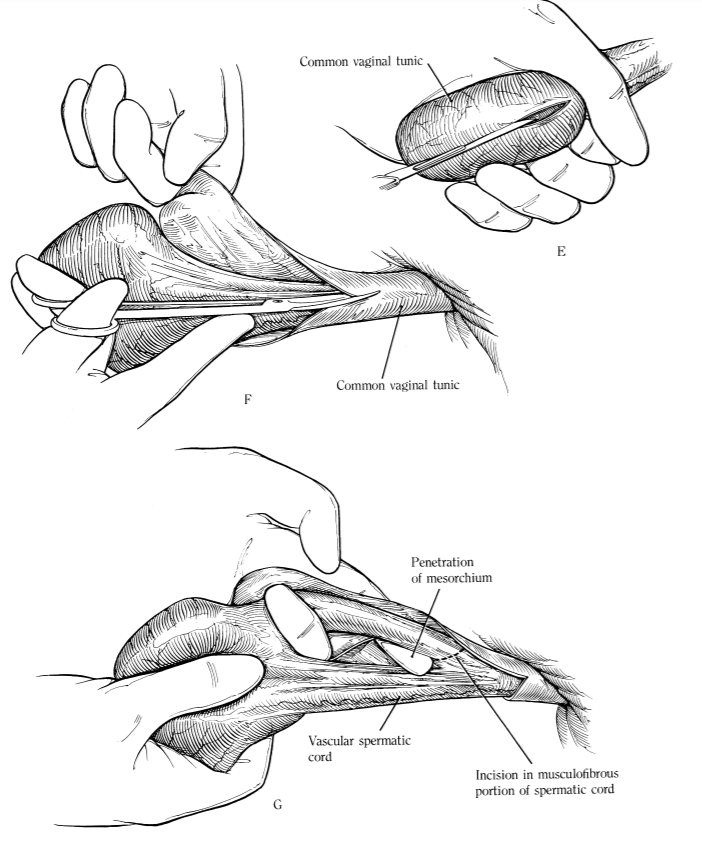 Common vaginal tunic
E
Common vaginal tunic
F
Penetration
of mesorchium
Vascular spermatic
cord
Incision in musculofibrous
portion of spermatic cord
G